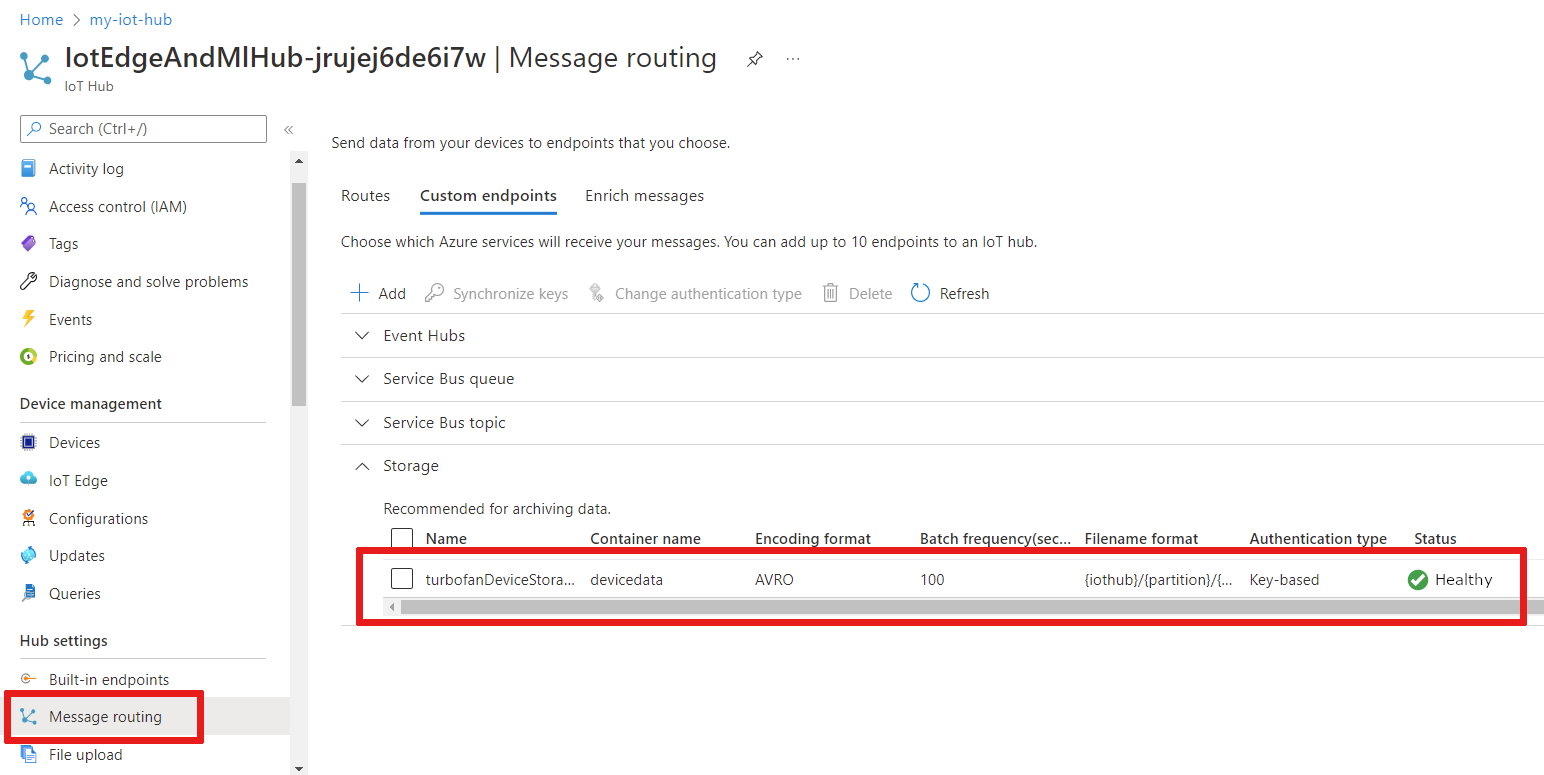 Home > my-iot-hub
IotEdgeAndMlHub-jrujej6de6i7w | Message routing ...
IoT Hub
Search (Ctrl+/)
«
Activity log
Access control (IAM)
Tags
Diagnose and solve problems
Events
Pricing and scale
Device management
Devices
IoT Edge
Configurations
Updates
Queries
Hub settings
Built-in endpoints
Message routing
File upload
Send data from your devices to endpoints that you choose.
Routes Custom endpoints Enrich messages
Choose which Azure services will receive your messages. You can add up to 10 endpoints to an IoT hub.
Add Synchronize keys Change authentication type Delete Refresh
Event Hubs
Service Bus queue
Service Bus topic
Storage
Recommended for archiving data.
Name Container name Encoding format Batch frequency(sec... Filename format Authentication type Status
turbofanDeviceStora... devicedata AVRO 100 {iothub}/{partition}/{... Key-based Healthy